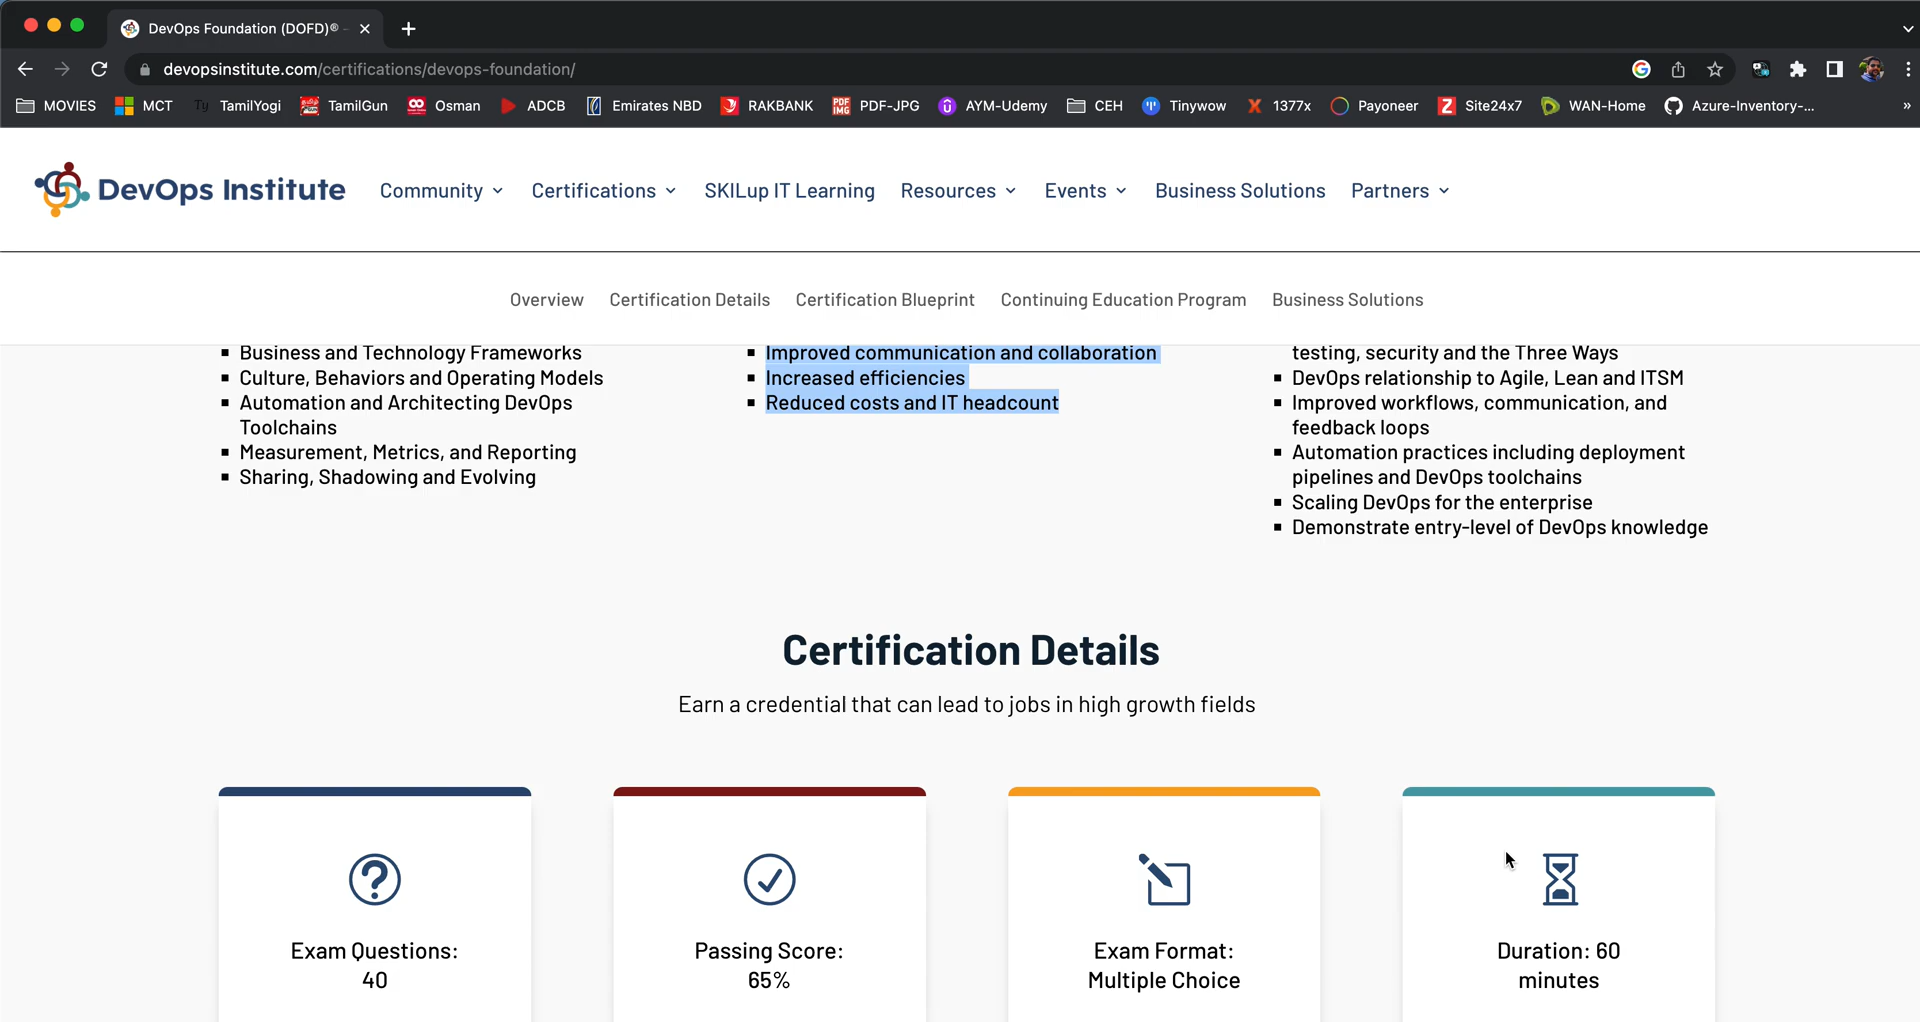 DevOps Foundation (DOFD)® -
devopsinstitute.com/certifications/devops-foundation/
MOVIES MCT Ty TamilYogi TamilGun Osman ADCB Emirates NBD RAKBANK PDF IMG PDF-JPG AYM-Udemy CEH Tinywow 1377x Payoneer Site24x7 WAN-Home Azure-Inventory-... »
DevOps Institute Community Certifications SKILup IT Learning Resources Events Business Solutions Partners
Overview Certification Details Certification Blueprint Continuing Education Program Business Solutions
▪ Business and Technology Frameworks
▪ Culture, Behaviors and Operating Models
▪ Automation and Architecting DevOps
Toolchains
▪ Measurement, Metrics, and Reporting
▪ Sharing, Shadowing and Evolving
▪ Improved communication and collaboration
▪ Increased efficiencies
▪ Reduced costs and IT headcount
testing, security and the Three Ways
▪ DevOps relationship to Agile, Lean and ITSM
▪ Improved workflows, communication, and
feedback loops
▪ Automation practices including deployment
pipelines and DevOps toolchains
▪ Scaling DevOps for the enterprise
▪ Demonstrate entry-level of DevOps knowledge
Certification Details
Earn a credential that can lead to jobs in high growth fields
Exam Questions:
40
Passing Score:
65%
Exam Format:
Multiple Choice
Duration: 60
minutes